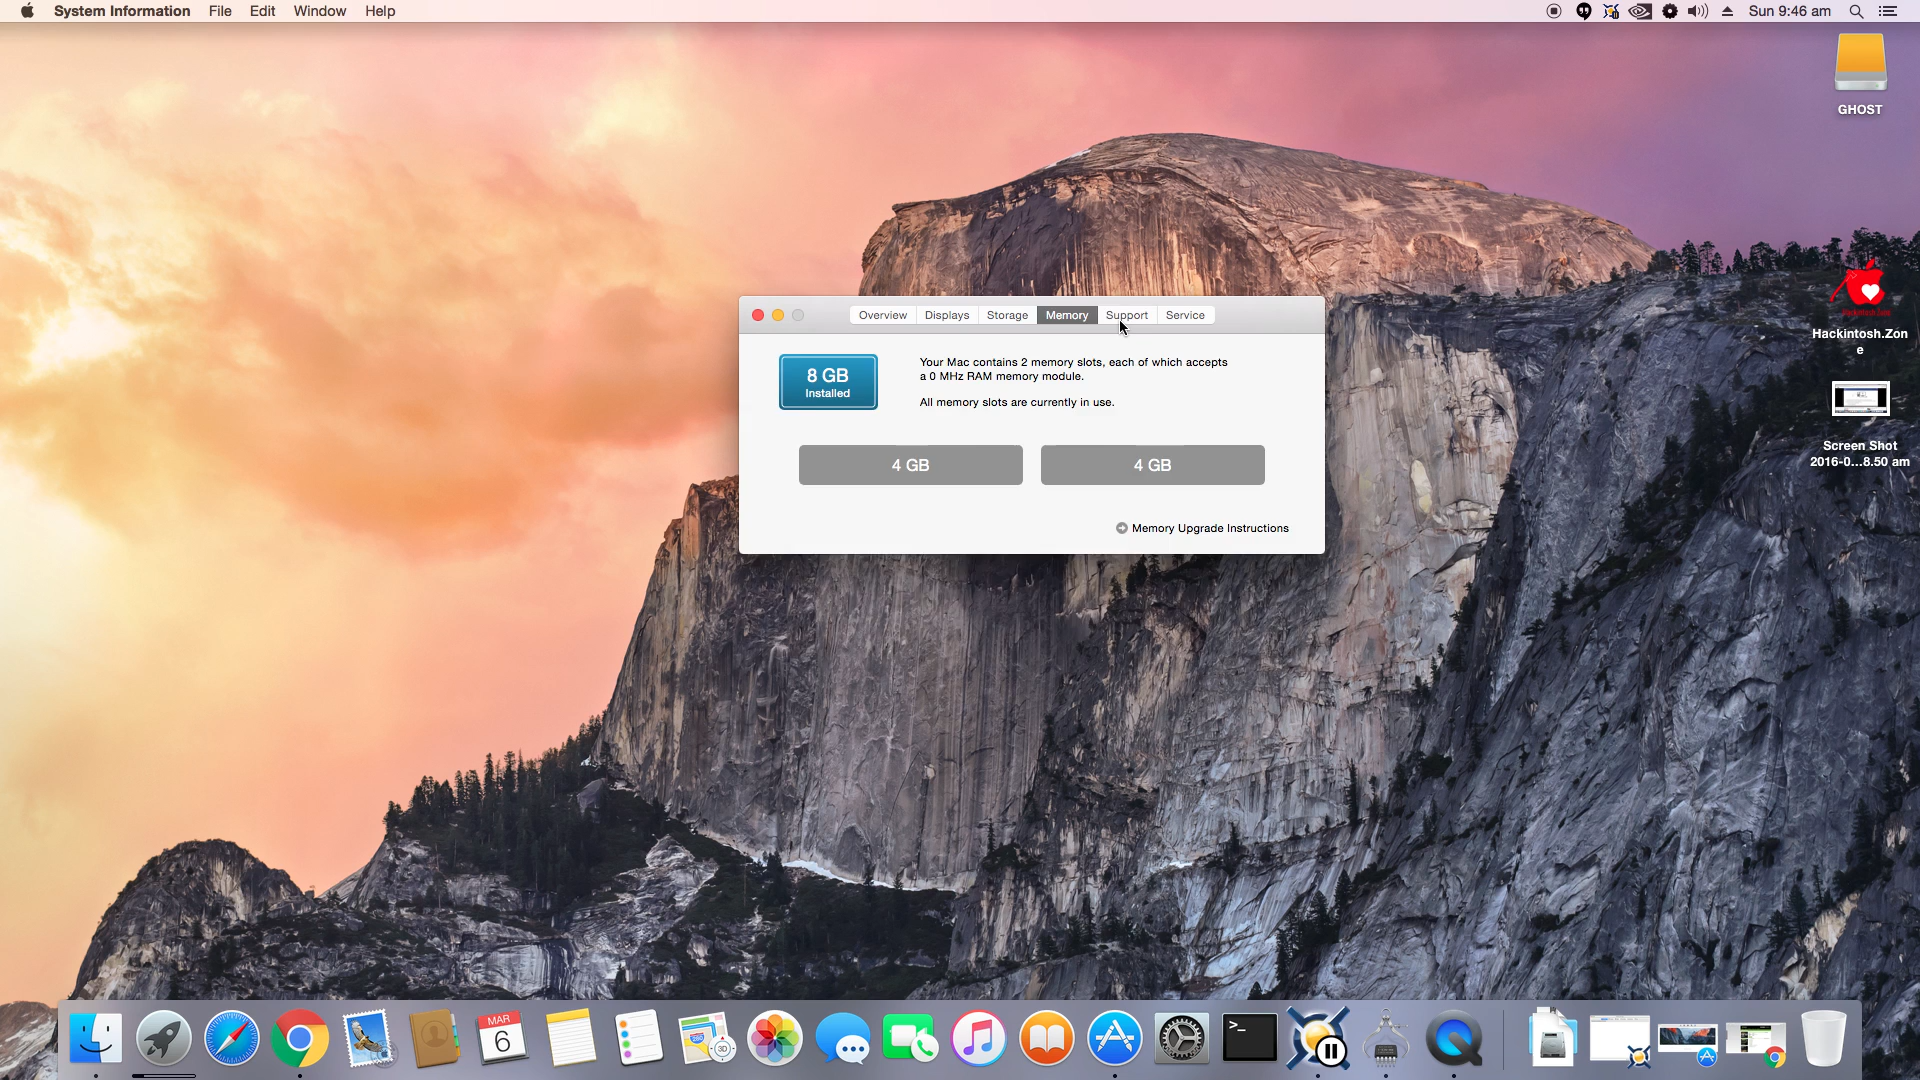 System Information File Edit Window Help
Sun 9:46 am
GHOST
Overview Displays Storage Memory Support Service
8 GB
Installed
Your Mac contains 2 memory slots, each of which accepts
a 0 MHz RAM memory module.
All memory slots are currently in use.
4 GB 4 GB
Memory Upgrade Instructions
Hackintosh.Zon
e
Screen Shot
2016-0...8.50 am
MAR
6
280
3D
>_